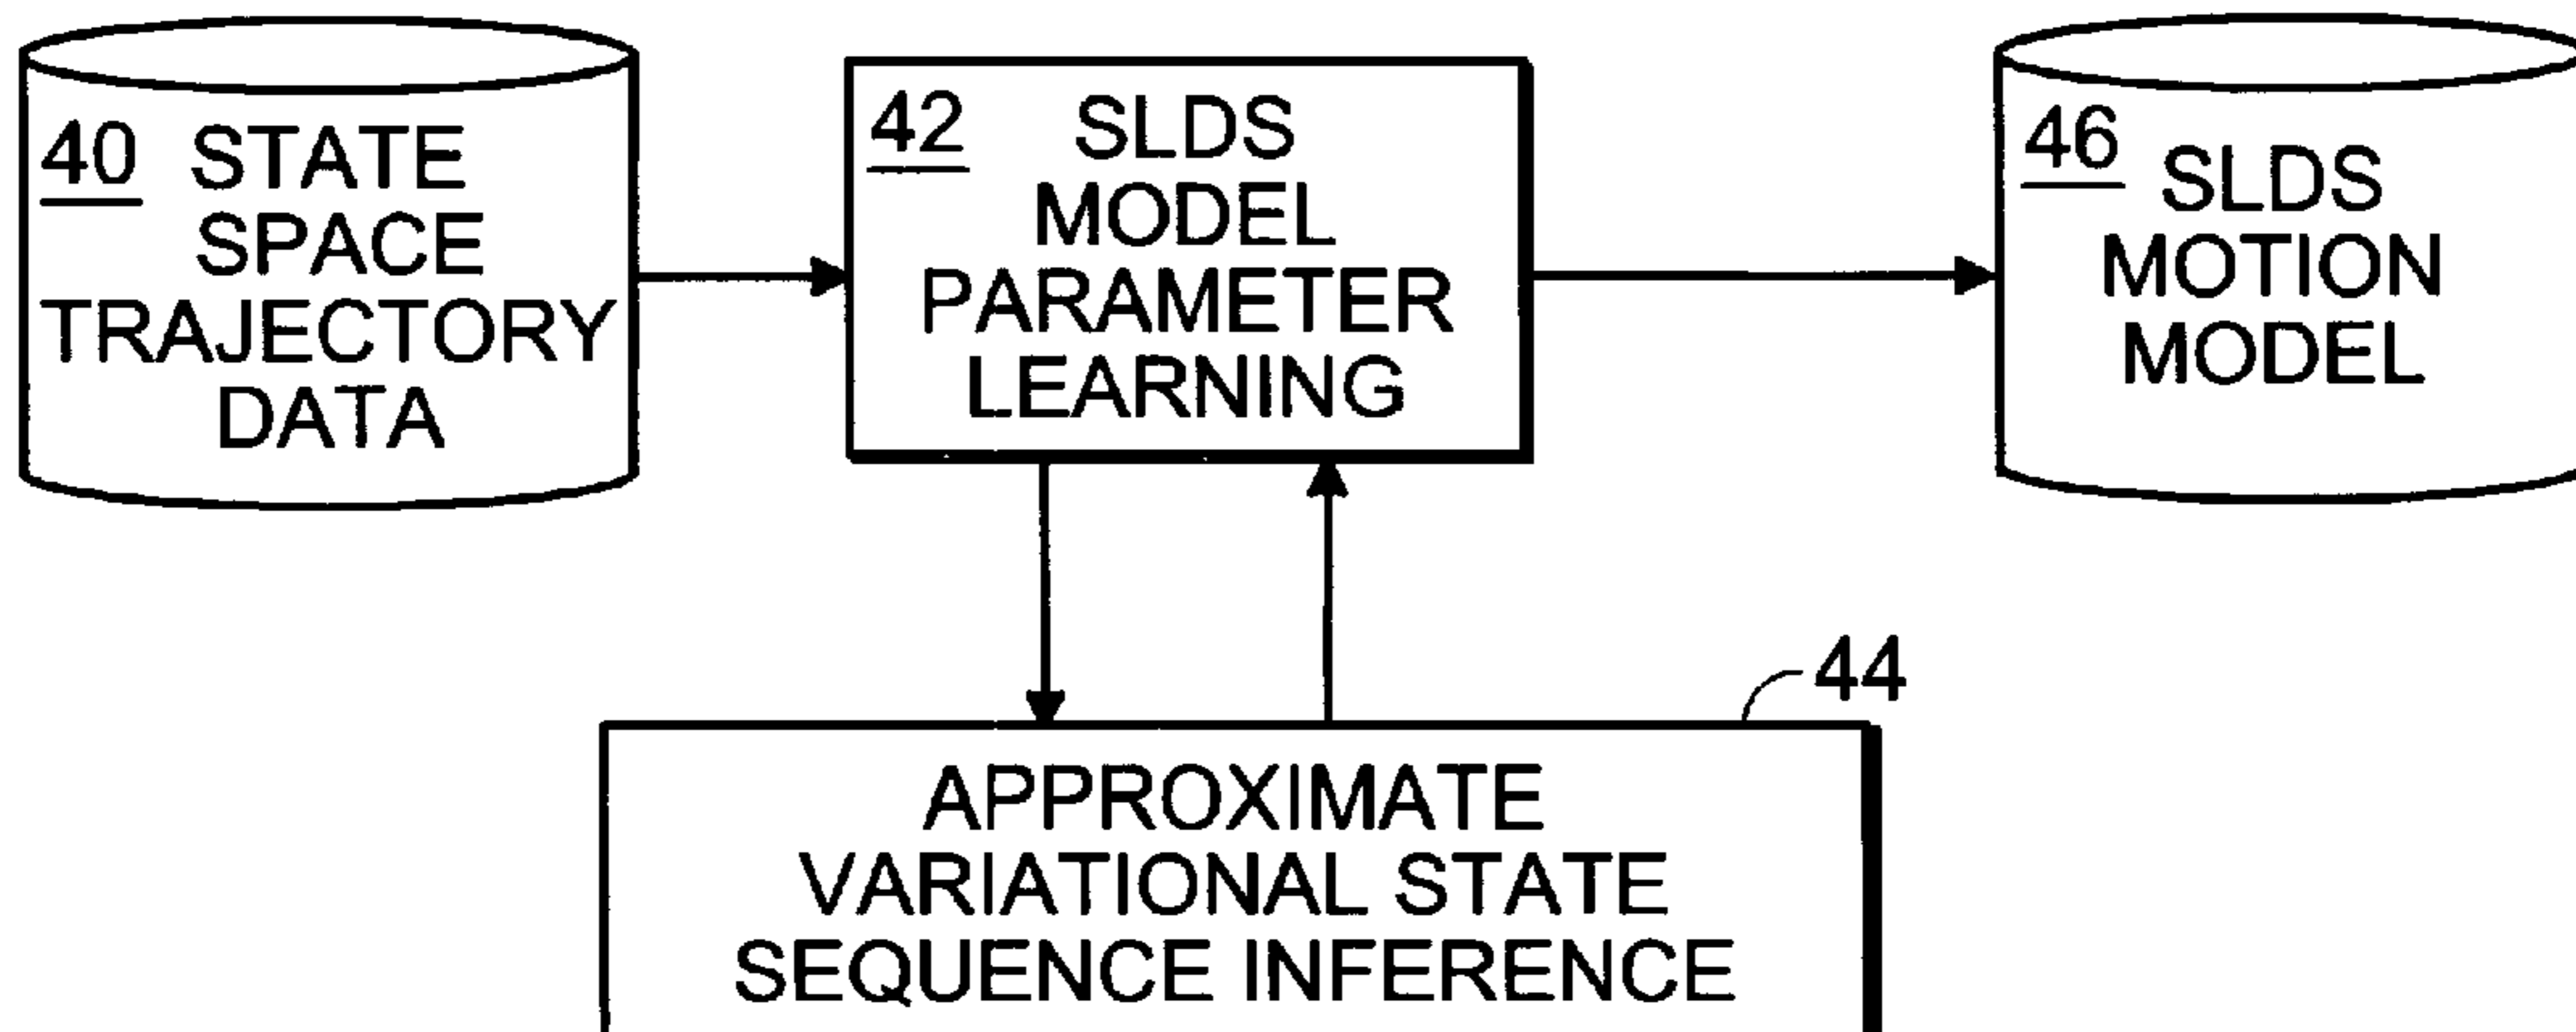 40 STATE
SPACE
TRAJECTORY
DATA
42 SLDS
MODEL
PARAMETER
LEARNING
46 SLDS
MOTION
MODEL
44
APPROXIMATE
VARIATIONAL STATE
SEQUENCE INFERENCE